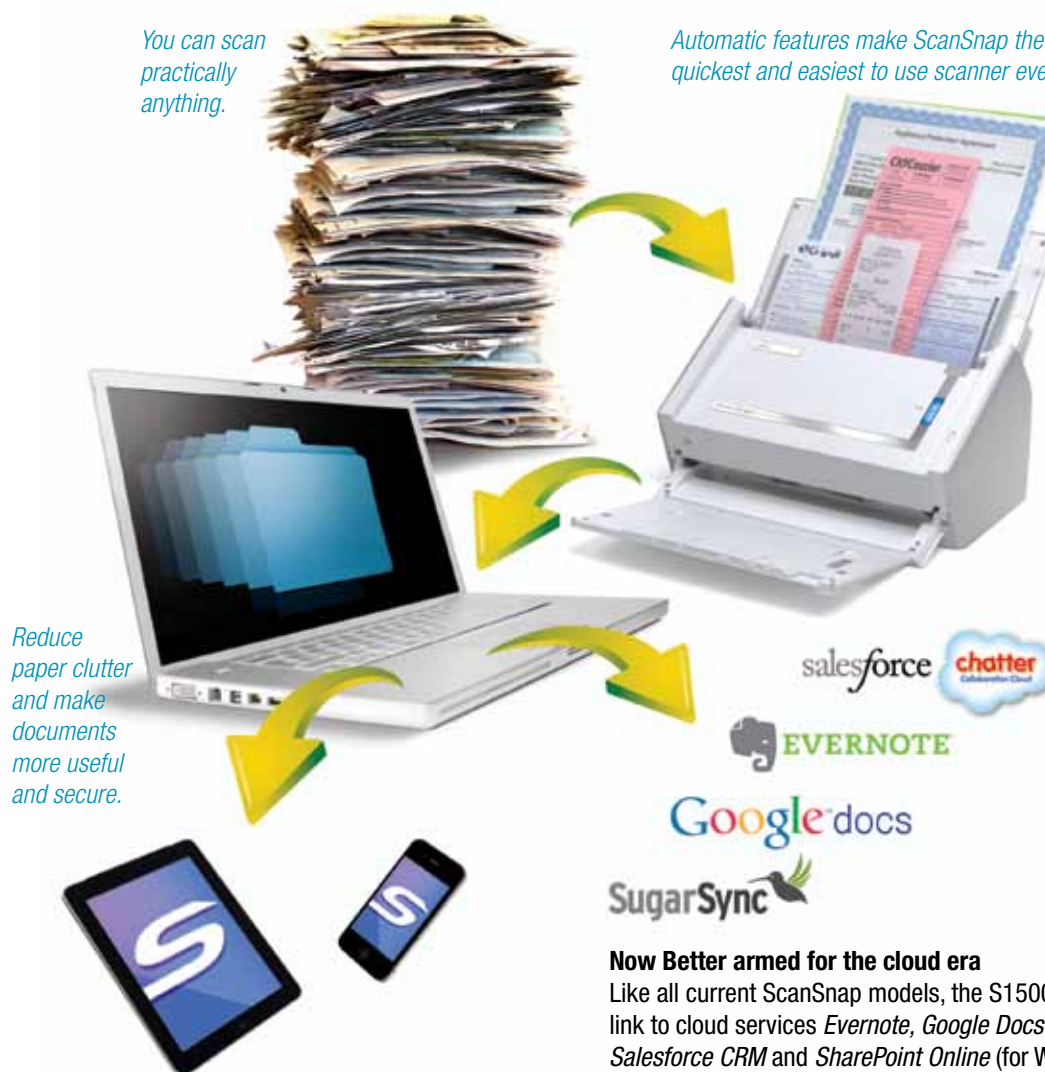 You can scan
practically
anything.
Automatic features make ScanSnap the
quickest and easiest to use scanner eve
Reduce
paper clutter
and make
documents
more useful
and secure.
salesforce
chatter
Collaboration Cloud
EVERNOTE
Google docs
SugarSync
Now Better armed for the cloud era
Like all current ScanSnap models, the S1500
link to cloud services Evernote, Google Docs
Salesforce CRM and SharePoint Online (for W